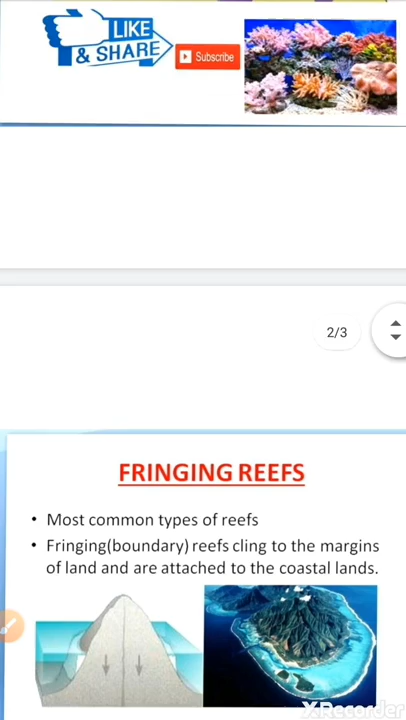 LIKE
& SHARE
Subscribe
2/3
FRINGING REEFS
• Most common types of reefs
• Fringing(boundary) reefs cling to the margins
of land and are attached to the coastal lands.
XRecorder